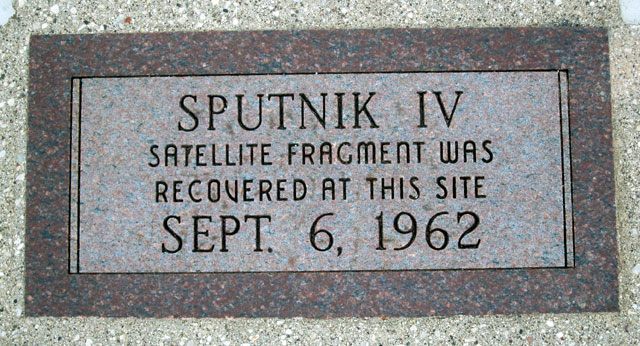 SPUTNIK IV
SATELLITE FRAGMENT WAS
RECOVERED AT THIS SITE
SEPT. 6, 1962